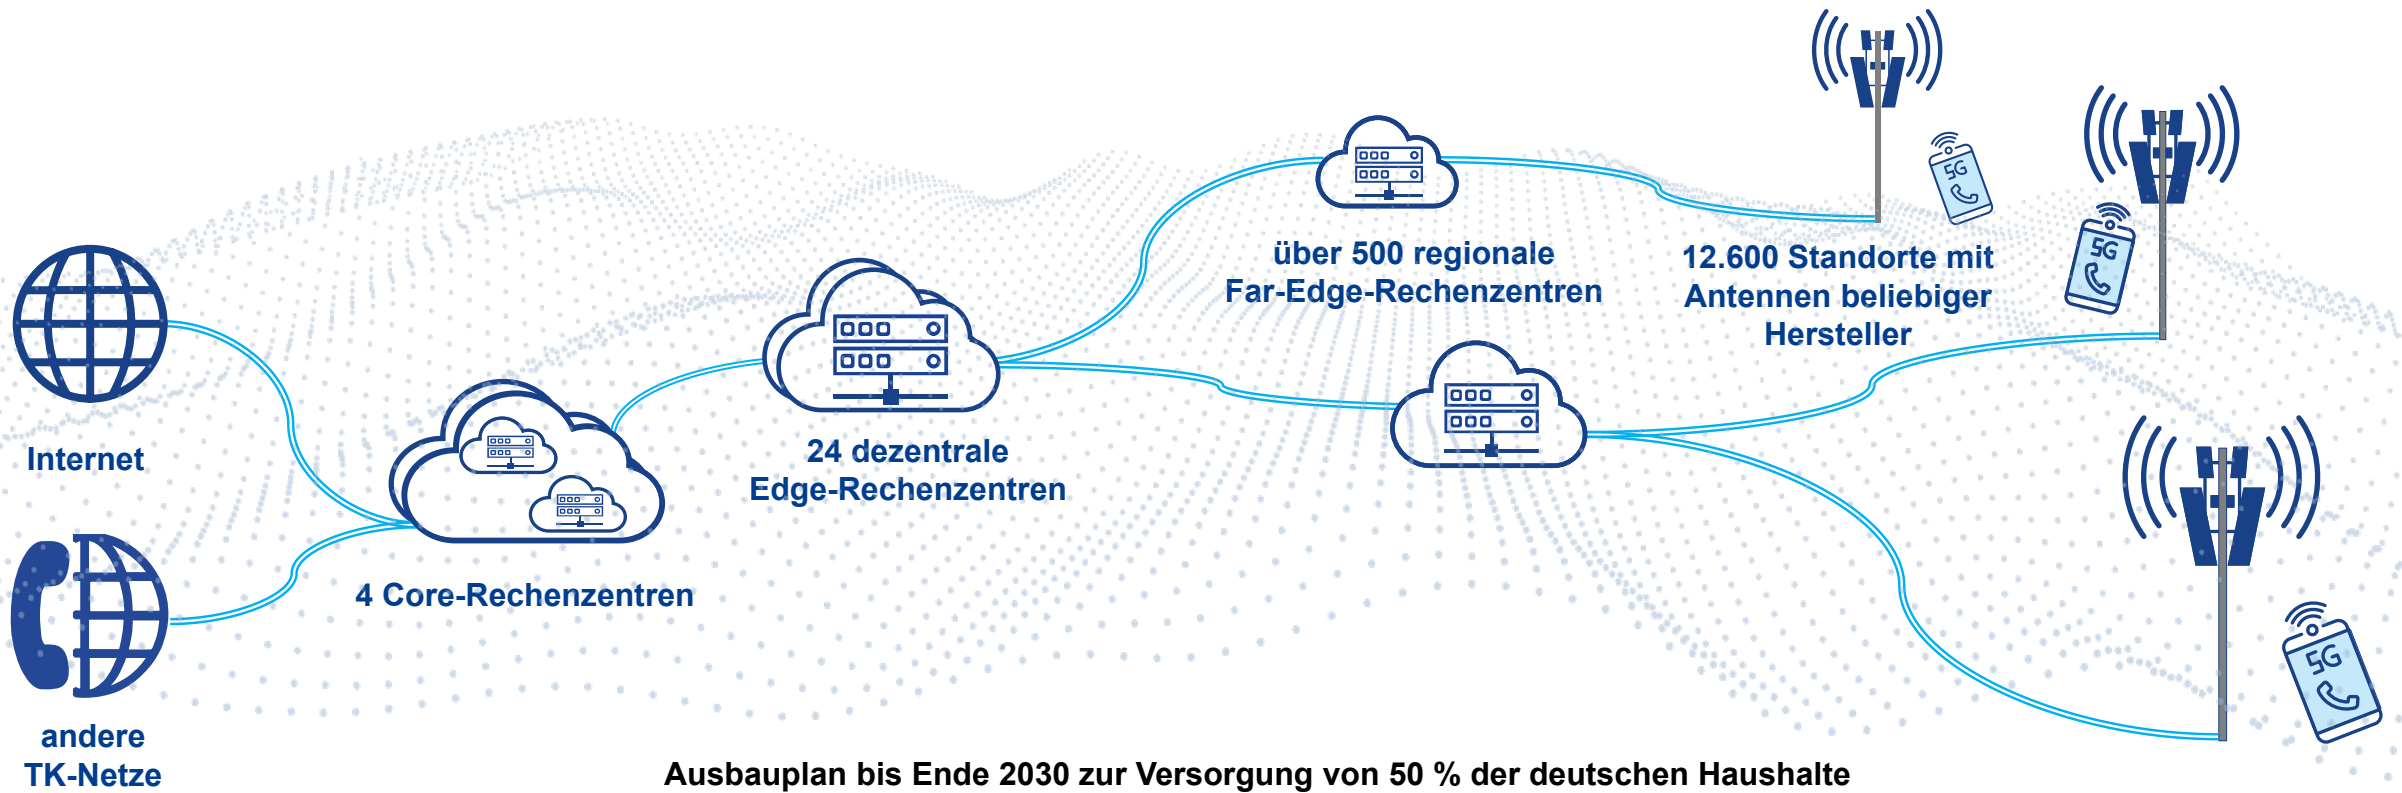 Internet
andere
TK-Netze
4 Core-Rechenzentren
24 dezentrale
Edge-Rechenzentren
über 500 regionale
Far-Edge-Rechenzentren
12.600 Standorte mit
Antennen beliebiger
Hersteller
5G
5G
5G
Ausbauplan bis Ende 2030 zur Versorgung von 50 % der deutschen Haushalte